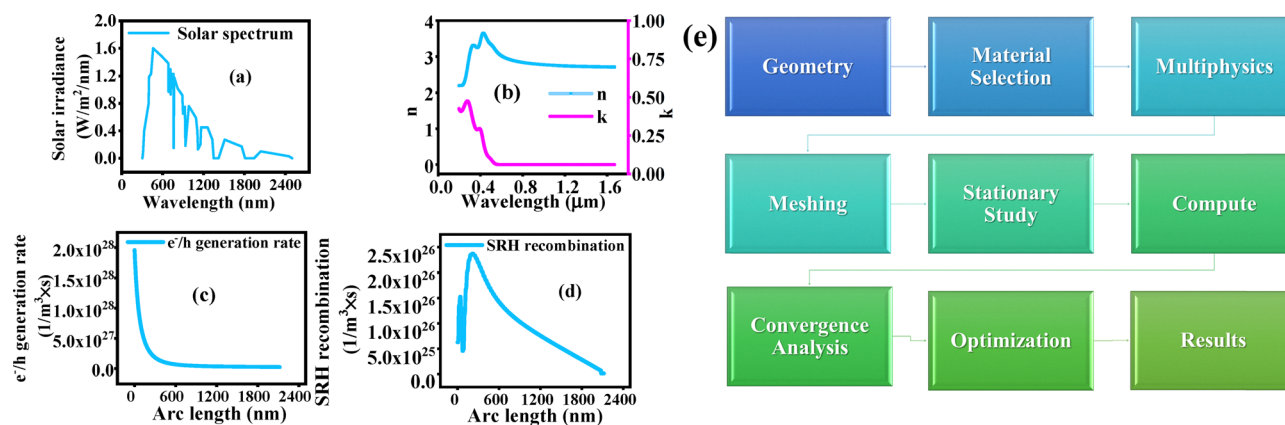 Solar irradiance
(W/m²/nm)
2.0
1.6
1.2
0.8
0.4
0.0
Solar spectrum
(a)
0 600 1200 1800 2400
Wavelength (nm)
n
4
3
2
1
0
(b)
n
k
1.00
0.75
0.50
0.25
0.00
k
0.0 0.4 0.8 1.2 1.6
Wavelength (μm)
e⁻/h generation rate
(1/m³×s)
2.0x10²⁸
1.5x10²⁸
1.0x10²⁸
5.0x10²⁷
0.0
e⁻/h generation rate
(c)
0 600 1200 1800 2400
Arc length (nm)
SRH recombination
(1/m³×s)
2.5x10²⁶
2.0x10²⁶
1.5x10²⁶
1.0x10²⁶
5.0x10²⁵
0.0
SRH recombination
(d)
0 600 1200 1800 2400
Arc length (nm)
(e)
Geometry
Material
Selection
Multiphysics
Meshing
Stationary
Study
Compute
Convergence
Analysis
Optimization
Results